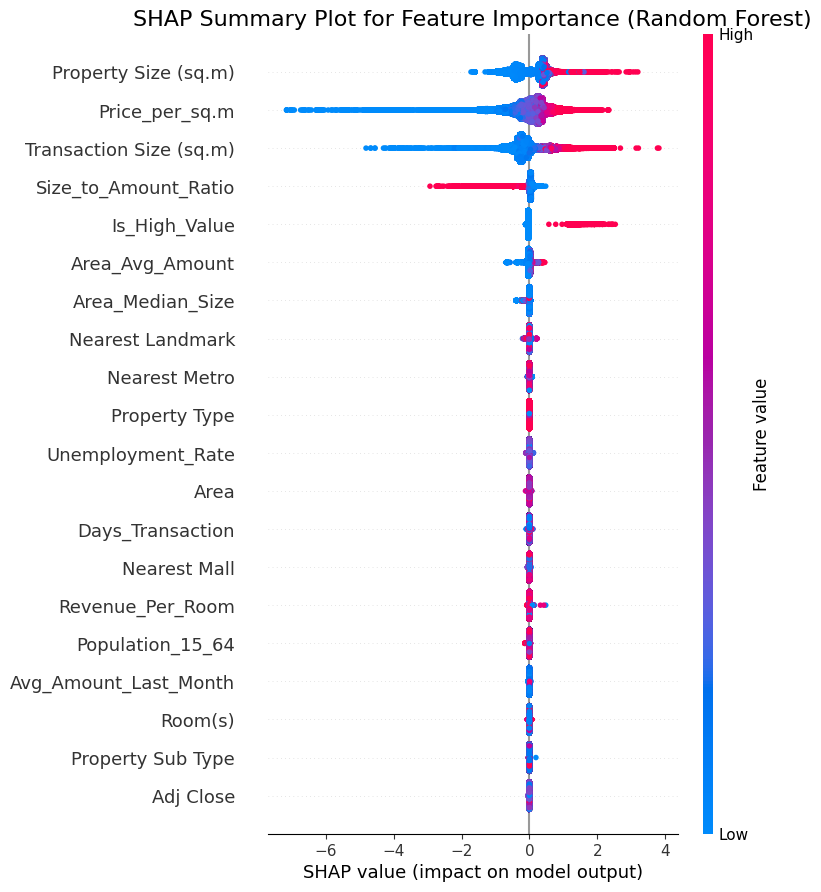 SHAP Summary Plot for Feature Importance (Random Forest)
High
Property Size (sq.m)
Price_per_sq.m
Transaction Size (sq.m)
Size_to_Amount_Ratio
Is_High_Value
Area_Avg_Amount
Area_Median_Size
Nearest Landmark
Nearest Metro
Property Type
Unemployment_Rate
Area
Days_Transaction
Nearest Mall
Revenue_Per_Room
Population_15_64
Avg_Amount_Last_Month
Room(s)
Property Sub Type
Adj Close
Feature value
Low
−6 −4 −2 0 2 4
SHAP value (impact on model output)